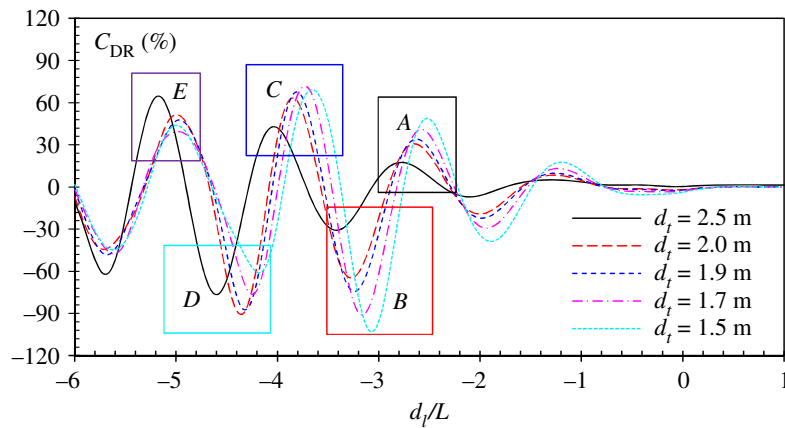 120
C_DR (%)
90
60
30
0
−30
−60
−90
−120
E
C
A
D
B
d_t = 2.5 m
d_t = 2.0 m
d_t = 1.9 m
d_t = 1.7 m
d_t = 1.5 m
−6 −5 −4 −3 −2 −1 0 1
d_l/L